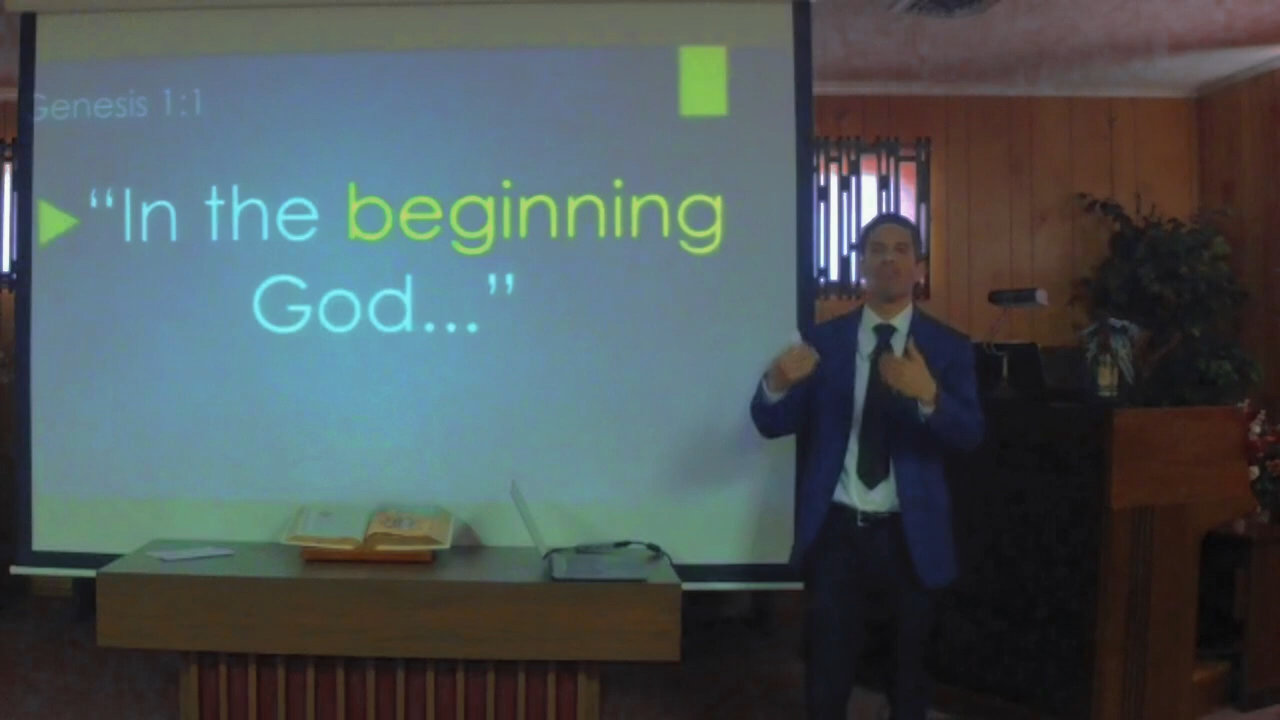 Genesis 1:1
“In the beginning
God...”